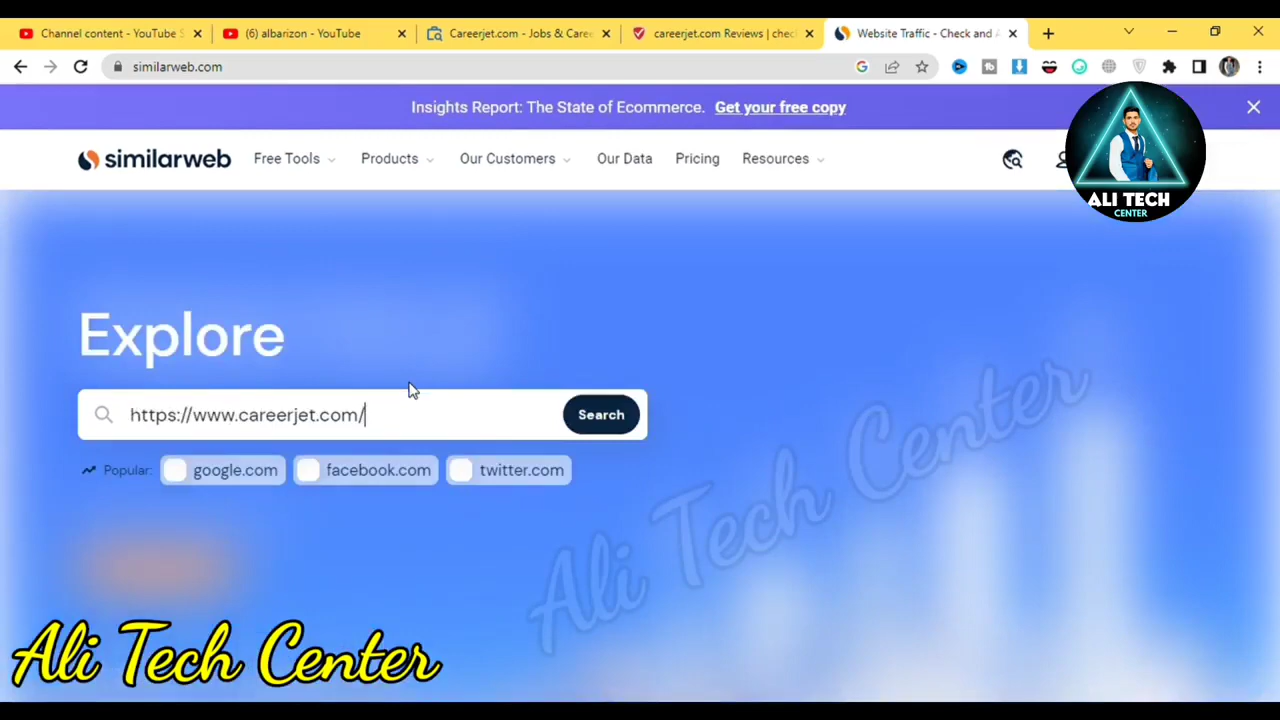 Channel content - YouTube S
(6) albarizon - YouTube
Careerjet.com - Jobs & Caree
careerjet.com Reviews | chec
Website Traffic - Check and A
similarweb.com
Insights Report: The State of Ecommerce. Get your free copy
similarweb
Free Tools
Products
Our Customers
Our Data
Pricing
Resources
ALI TECH
CENTER
Explore
https://www.careerjet.com/
Search
Popular:
google.com
facebook.com
twitter.com
Ali Tech Center
Ali Tech Center